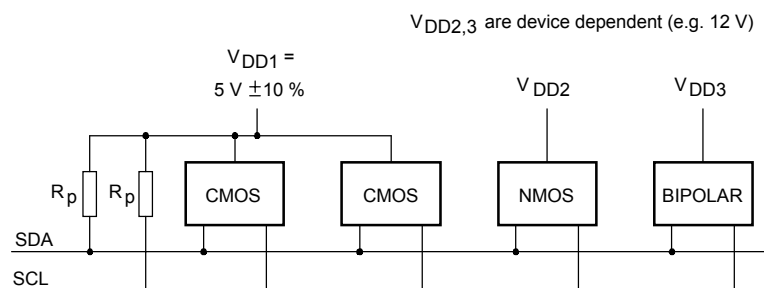 VDD2,3 are device dependent (e.g. 12 V)
VDD1 =
5 V ±10 %
VDD2
VDD3
Rp
Rp
CMOS
CMOS
NMOS
BIPOLAR
SDA
SCL